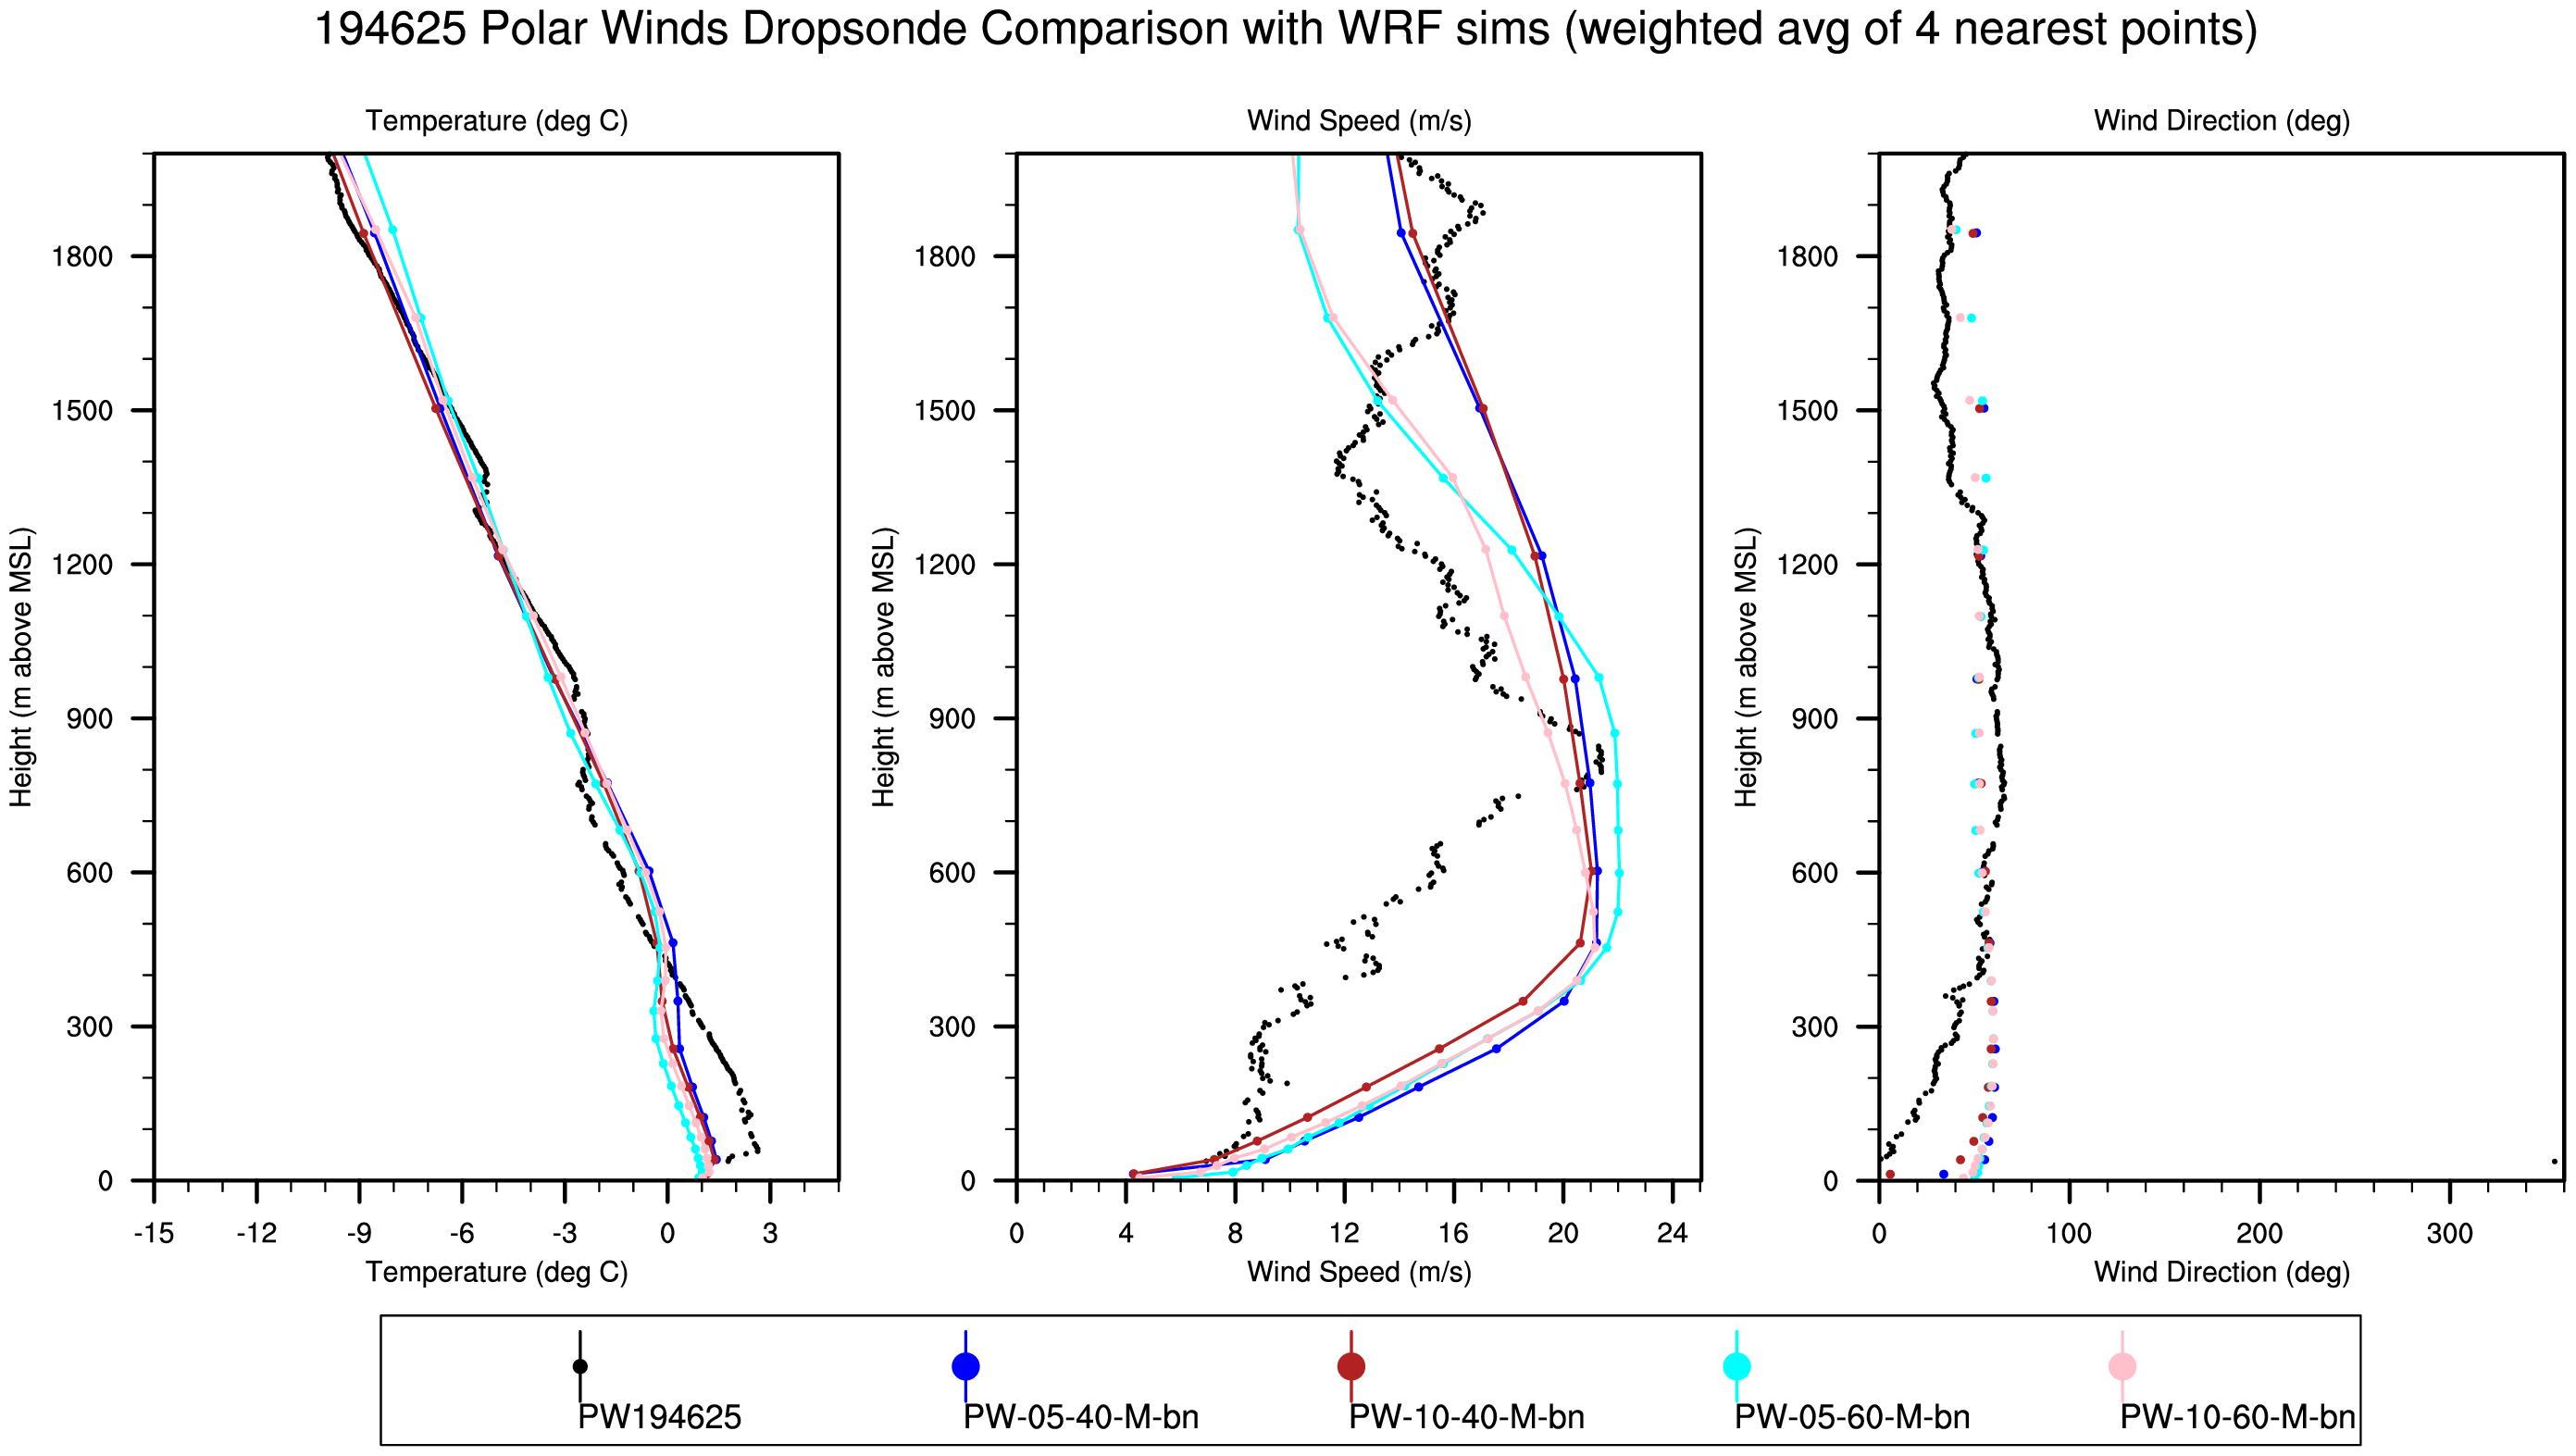 194625 Polar Winds Dropsonde Comparison with WRF sims (weighted avg of 4 nearest points)
Temperature (deg C)
Wind Speed (m/s)
Wind Direction (deg)
Height (m above MSL)
1800
1500
1200
900
600
300
0
-15 -12 -9 -6 -3 0 3
Temperature (deg C)
Height (m above MSL)
1800
1500
1200
900
600
300
0
0 4 8 12 16 20 24
Wind Speed (m/s)
Height (m above MSL)
1800
1500
1200
900
600
300
0
0 100 200 300
Wind Direction (deg)
PW194625
PW-05-40-M-bn
PW-10-40-M-bn
PW-05-60-M-bn
PW-10-60-M-bn